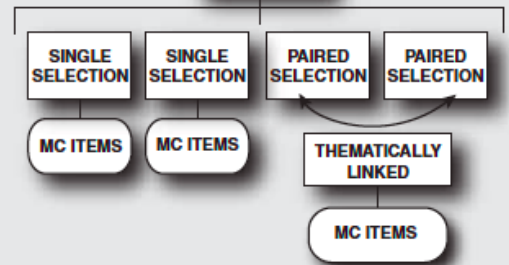 SINGLE
SELECTION
SINGLE
SELECTION
PAIRED
SELECTION
PAIRED
SELECTION
MC ITEMS
MC ITEMS
THEMATICALLY
LINKED
MC ITEMS